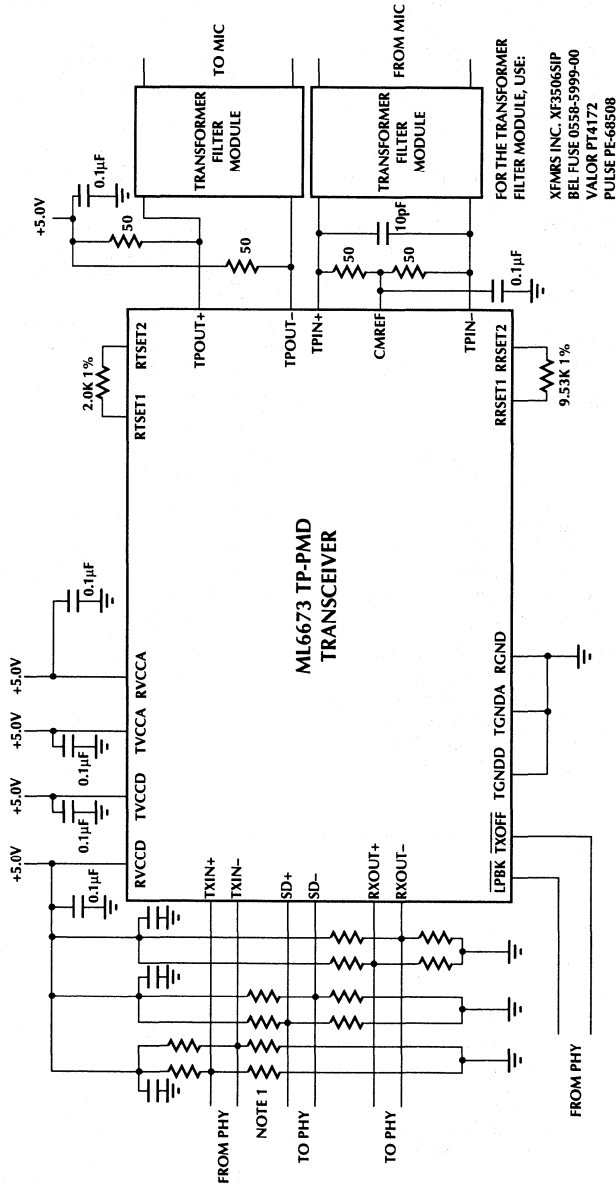 +5.0V
+5.0V
+5.0V
+5.0V
+5.0V
0.1µF
0.1µF
0.1µF
0.1µF
0.1µF
2.0K 1%
50
50
RVCCD
TVCCD
TVCCA
RVCCA
RTSET1
RTSET2
TPOUT+
TPOUT–
TPIN+
CMREF
TPIN–
TRANSFORMER
FILTER
MODULE
TO MIC
TRANSFORMER
FILTER
MODULE
FROM MIC
50
50
10pF
0.1µF
ML6673 TP-PMD
TRANSCEIVER
TXIN+
TXIN–
SD+
SD–
RXOUT+
RXOUT–
FROM PHY
NOTE 1
TO PHY
TO PHY
LPBK
TXOFF
TGNDD
TGNDA
RGND
RRSET1
RRSET2
9.53K 1%
FROM PHY
FOR THE TRANSFORMER
FILTER MODULE, USE:
XFMRS INC. XF3506SIP
BEL FUSE 0558-5999-00
VALOR PT4172
PULSE PE-68508